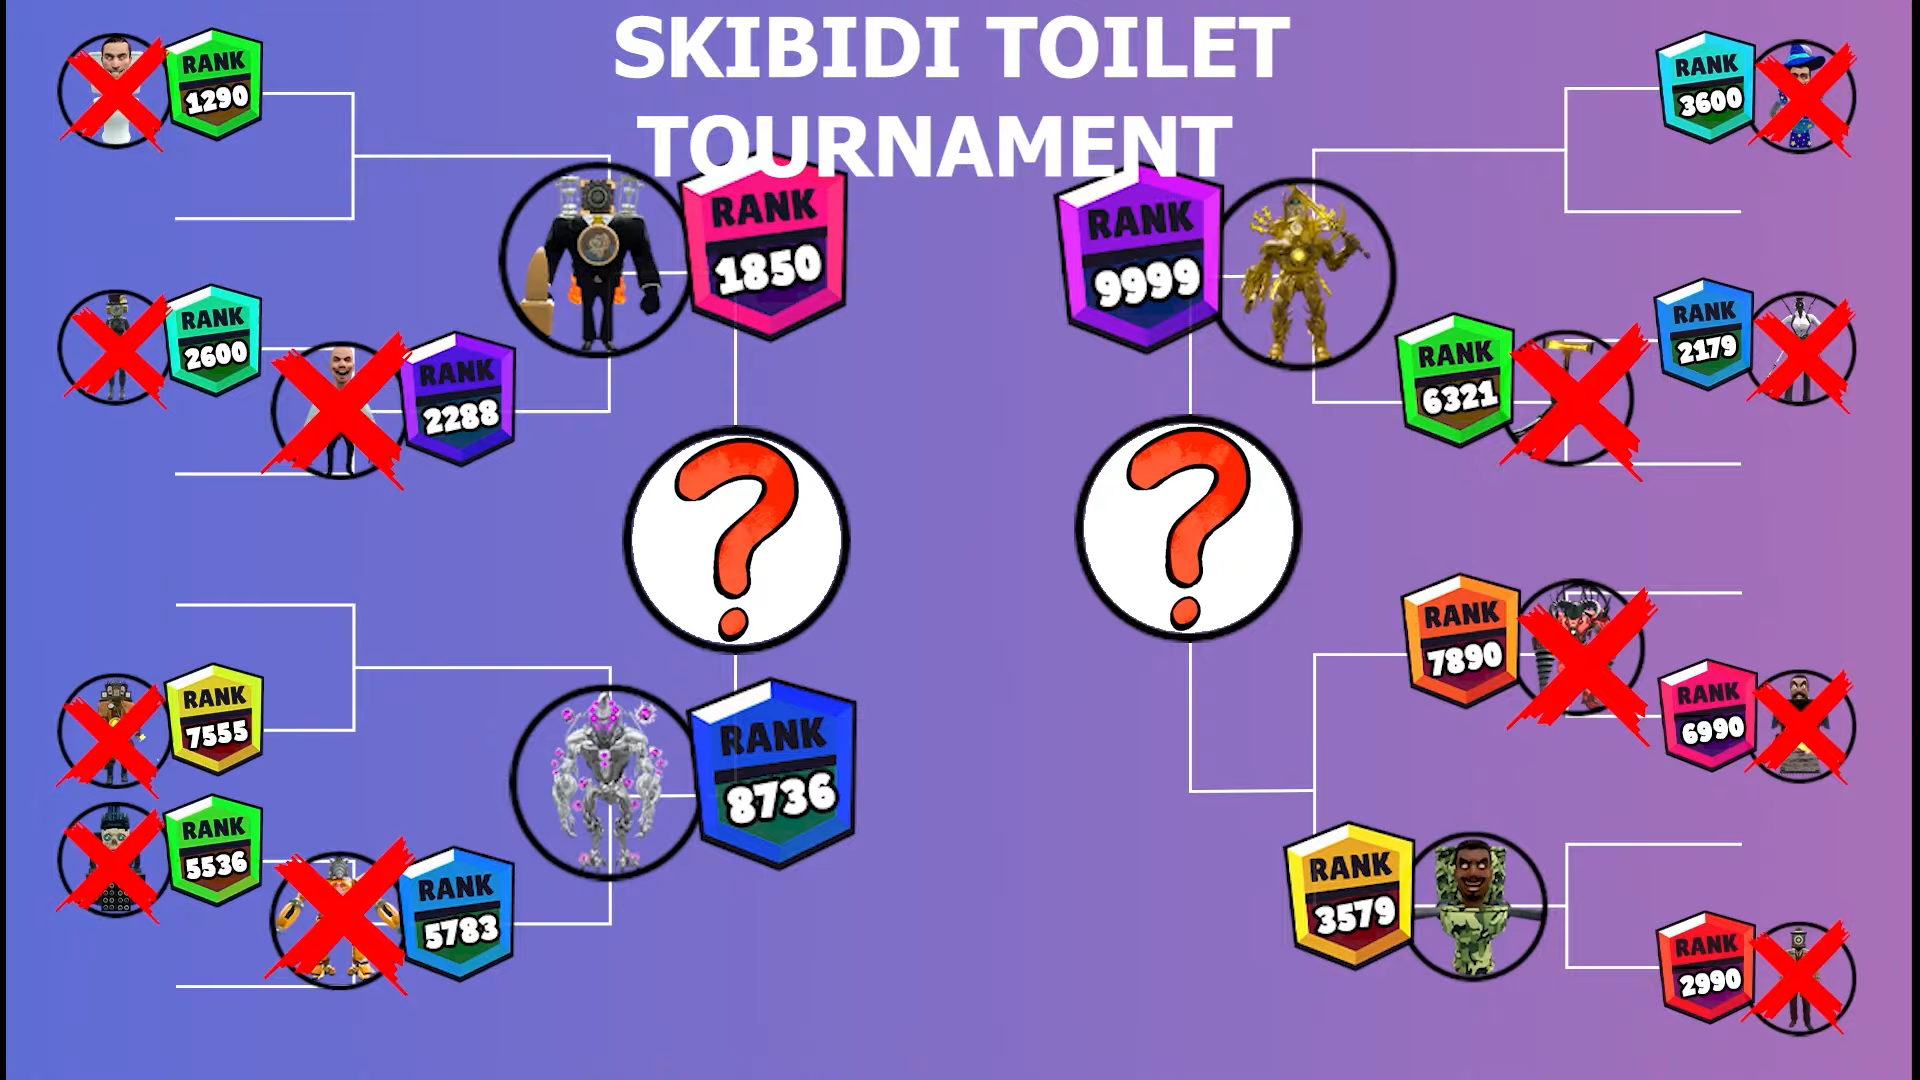 SKIBIDI TOILET
TOURNAMENT
RANK
1290
RANK
3600
RANK
1850
RANK
9999
RANK
2600
RANK
2288
RANK
6321
RANK
2179
RANK
7555
RANK
5536
RANK
5783
RANK
8736
RANK
7890
RANK
6990
RANK
3579
RANK
2990